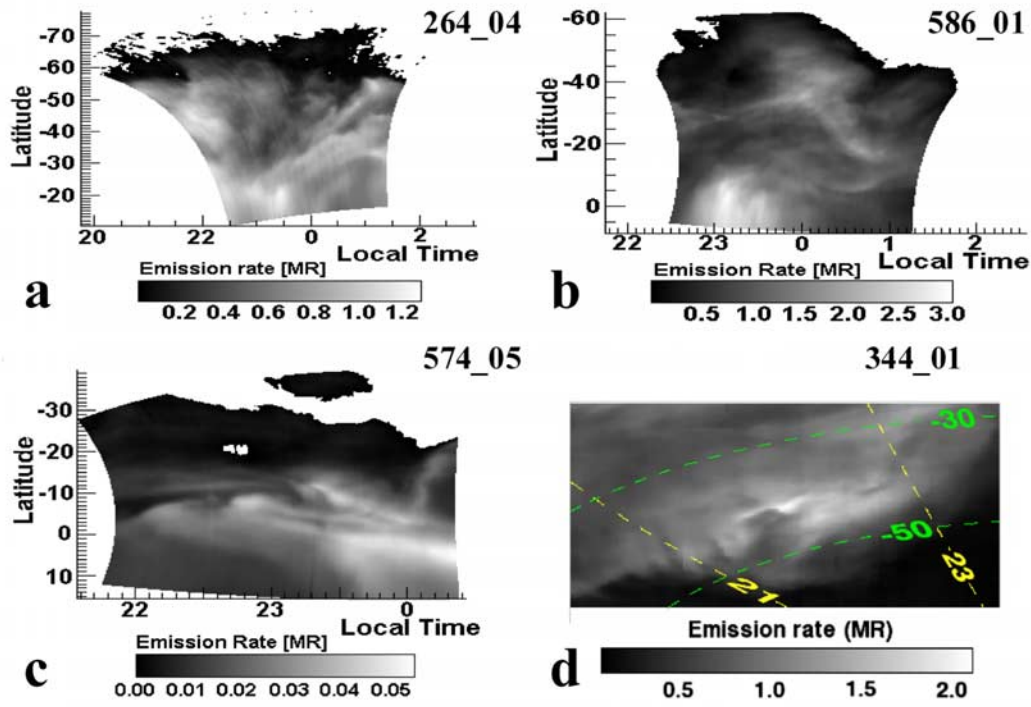 264_04
-70
-60
-50
-40
-30
-20
Latitude
20 22 0 2
Local Time
Emission rate [MR]
0.2 0.4 0.6 0.8 1.0 1.2
a
586_01
-60
-40
-20
0
Latitude
22 23 0 1 2
Local Time
Emission Rate [MR]
0.5 1.0 1.5 2.0 2.5 3.0
b
574_05
-30
-20
-10
0
10
Latitude
22 23 0
Local Time
Emission Rate [MR]
0.00 0.01 0.02 0.03 0.04 0.05
c
344_01
-30
-50
21
23
Emission rate (MR)
0.5 1.0 1.5 2.0
d